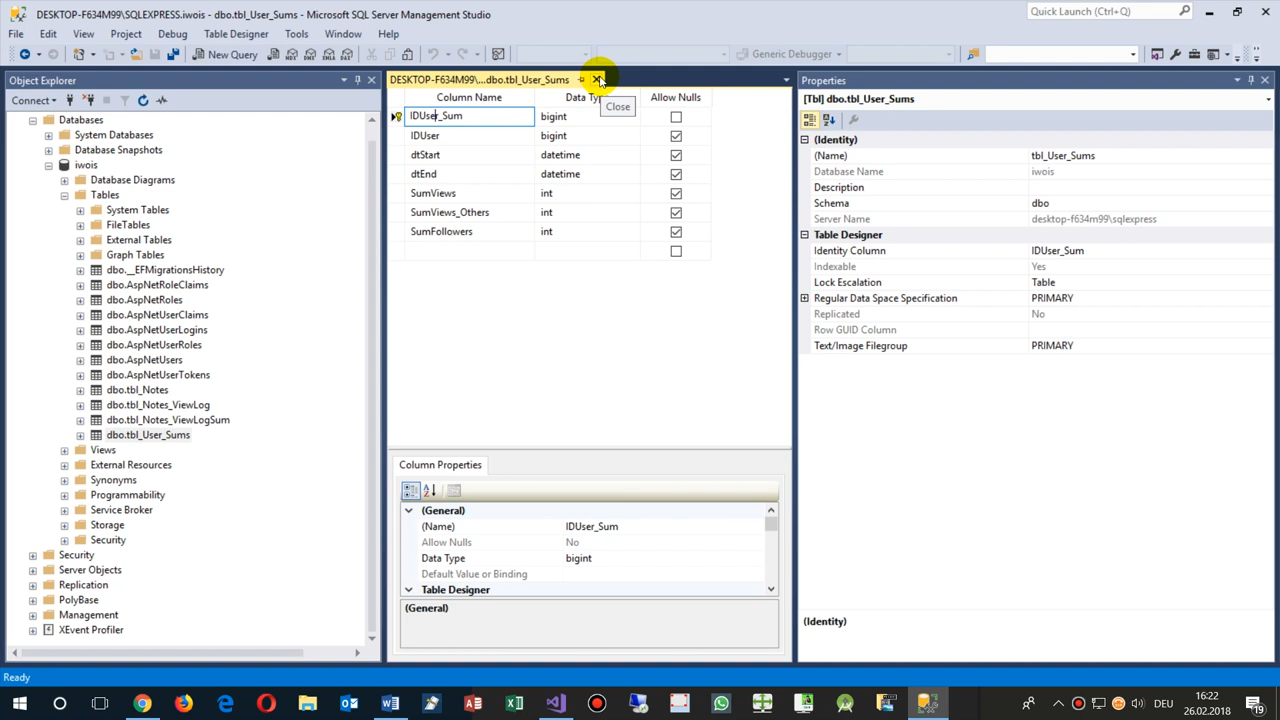 DESKTOP-F634M99\SQLEXPRESS.iwois - dbo.tbl_User_Sums - Microsoft SQL Server Management Studio
Quick Launch (Ctrl+Q)
File Edit View Project Debug Table Designer Tools Window Help
New Query
Generic Debugger
Object Explorer
Connect
Databases
System Databases
Database Snapshots
iwois
Database Diagrams
Tables
System Tables
FileTables
External Tables
Graph Tables
dbo.__EFMigrationsHistory
dbo.AspNetRoleClaims
dbo.AspNetRoles
dbo.AspNetUserClaims
dbo.AspNetUserLogins
dbo.AspNetUserRoles
dbo.AspNetUsers
dbo.AspNetUserTokens
dbo.tbl_Notes
dbo.tbl_Notes_ViewLog
dbo.tbl_Notes_ViewLogSum
dbo.tbl_User_Sums
Views
External Resources
Synonyms
Programmability
Service Broker
Storage
Security
Security
Server Objects
Replication
PolyBase
Management
XEvent Profiler
DESKTOP-F634M99\...dbo.tbl_User_Sums
Close
Column Name Data Ty Allow Nulls
IDUser_Sum bigint
IDUser bigint
dtStart datetime
dtEnd datetime
SumViews int
SumViews_Others int
SumFollowers int
Column Properties
(General)
(Name) IDUser_Sum
Allow Nulls No
Data Type bigint
Default Value or Binding
Table Designer
(General)
Properties
[Tbl] dbo.tbl_User_Sums
(Identity)
(Name) tbl_User_Sums
Database Name iwois
Description
Schema dbo
Server Name desktop-f634m99\sqlexpress
Table Designer
Identity Column IDUser_Sum
Indexable Yes
Lock Escalation Table
Regular Data Space Specification PRIMARY
Replicated No
Row GUID Column
Text/Image Filegroup PRIMARY
(Identity)
Ready
DEU
16:22
26.02.2018